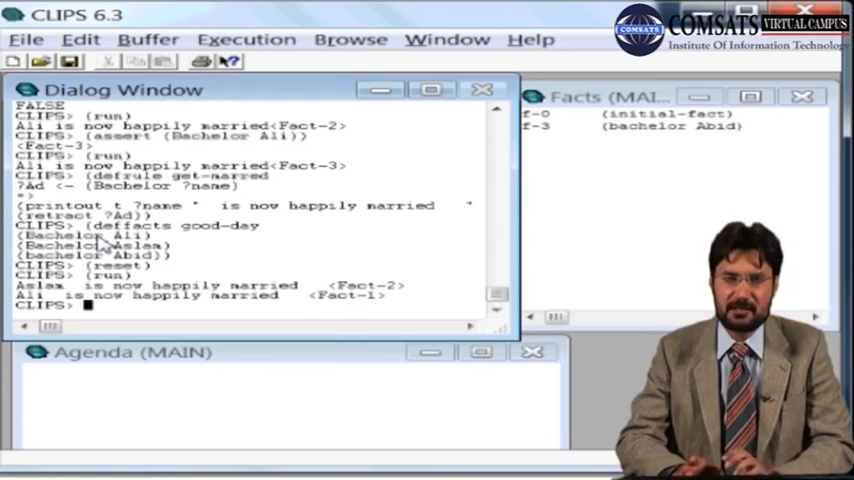 CLIPS 6.3
File Edit Buffer Execution Browse Window Help
COMSATS VIRTUAL CAMPUS
Institute Of Information Technology
COMSATS
Dialog Window
FALSE
CLIPS> (run)
Ali is now happily married<Fact-2>
CLIPS> (assert (Bachelor Ali))
<Fact-3>
CLIPS> (run)
Ali is now happily married<Fact-3>
CLIPS> (defrule get-marred
?Ad <- (Bachelor ?name)
=>
(printout t ?name " is now happily married "
(retract ?Ad))
CLIPS> (deffacts good-day
(Bachelor Ali)
(Bachelor Aslam)
(bachelor Abid))
CLIPS> (reset)
CLIPS> (run)
Aslam is now happily married <Fact-2>
Ali is now happily married <Fact-1>
CLIPS>
Facts (MAI...
f-0 (initial-fact)
f-3 (bachelor Abid)
Agenda (MAIN)